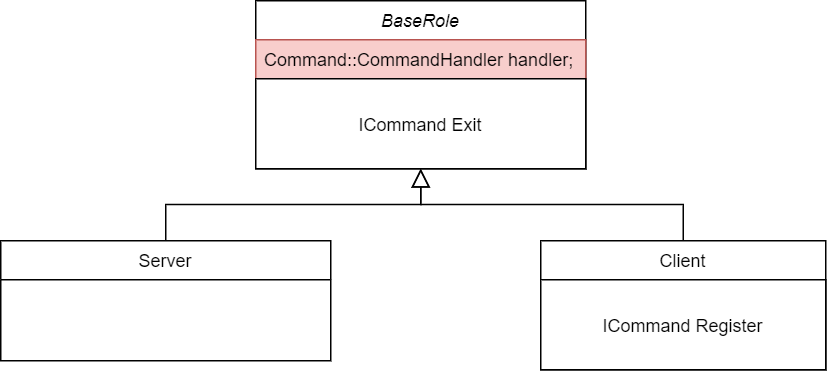 BaseRole
Command::CommandHandler handler;
ICommand Exit
Server
Client
ICommand Register